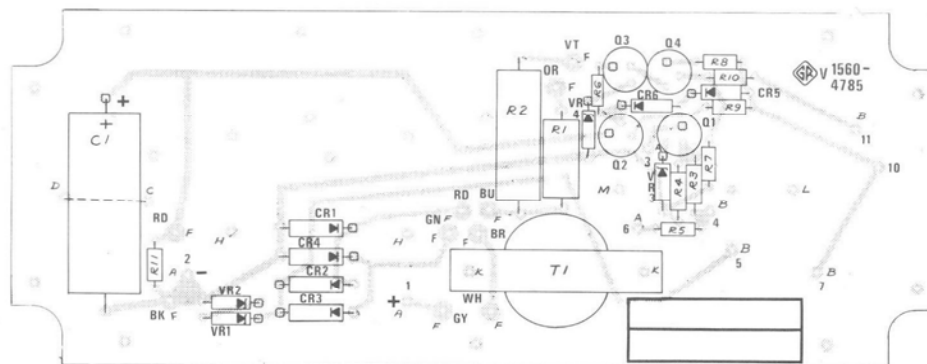 Q3 Q4
VT F
OR
R8
R10
GR V 1560-
4785
R6
CR6
CR5
R9
F
VR
4
+
+
C1
R2
R1
Q2
Q1
B
11
10
A
3
V
R
3
R4
R3
R7
D
C
M
L
RD
F
H
RD BU
CR1
GN F
F
F
BR
F
H
A
6
R5
B
4
R11
A
2
-
CR4
CR2
K
T1
K
B
5
B
7
VR2
CR3
+
1
A
WH
BK F
VR1
F
GY
F